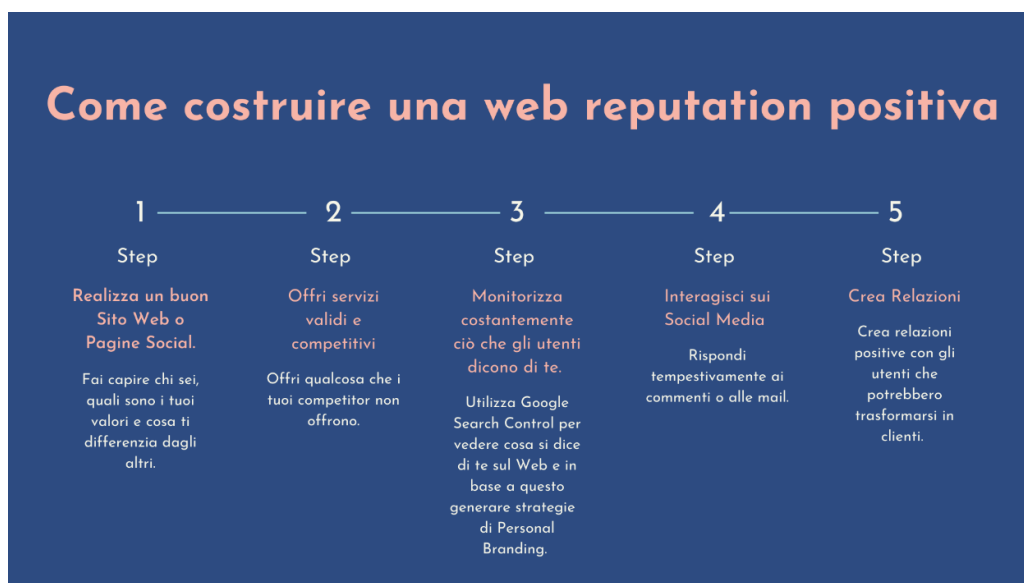 Come costruire una web reputation positiva
1
Step
Realizza un buon
Sito Web o
Pagine Social.
Fai capire chi sei,
quali sono i tuoi
valori e cosa ti
differenzia dagli
altri.
2
Step
Offri servizi
validi e
competitivi
Offri qualcosa che i
tuoi competitor non
offrono.
3
Step
Monitorizza
costantemente
ciò che gli utenti
dicono di te.
Utilizza Google
Search Control per
vedere cosa si dice
di te sul Web e in
base a questo
generare strategie
di Personal
Branding.
4
Step
Interagisci sui
Social Media
Rispondi
tempestivamente ai
commenti o alle mail.
5
Step
Crea Relazioni
Crea relazioni
positive con gli
utenti che
potrebbero
trasformarsi in
clienti.